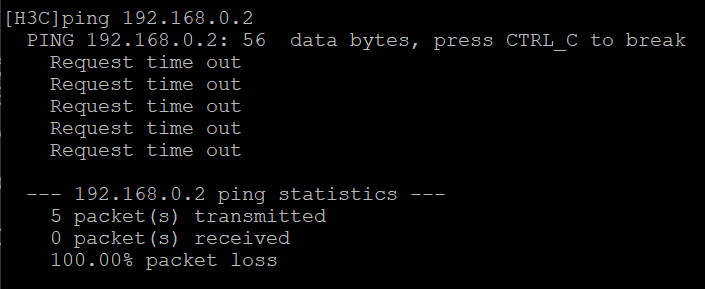 [H3C]ping 192.168.0.2
PING 192.168.0.2: 56  data bytes, press CTRL_C to break
Request time out
Request time out
Request time out
Request time out
Request time out
--- 192.168.0.2 ping statistics ---
5 packet(s) transmitted
0 packet(s) received
100.00% packet loss